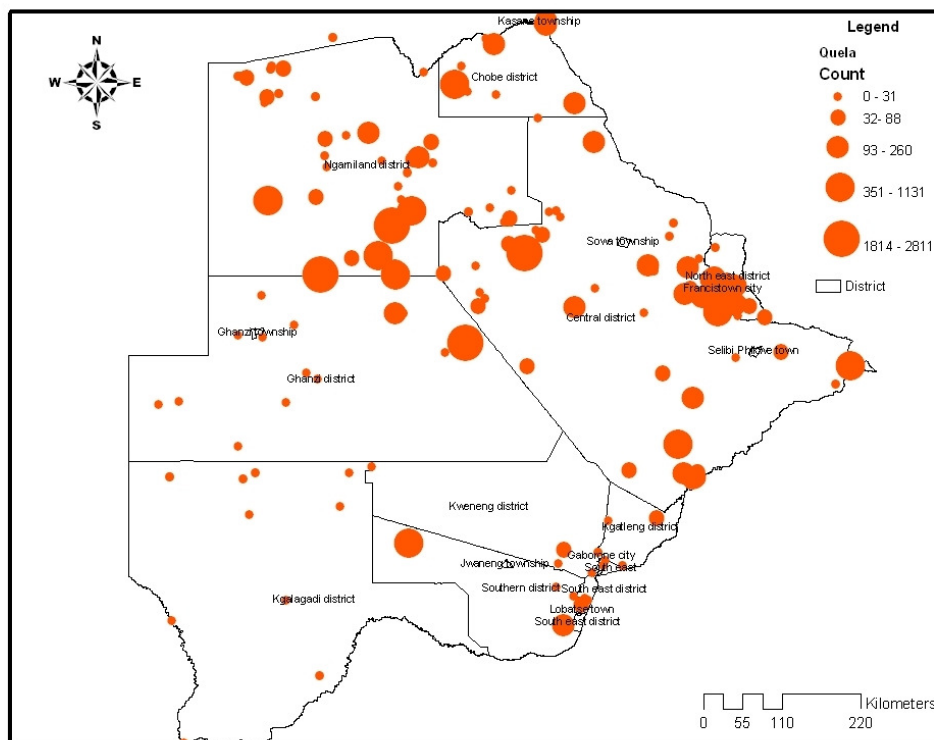 Kasane township
Legend
N
Quela
Count
W
E
Chobe district
0 - 31
S
32- 88
93 - 260
Ngamiland district
351 - 1131
1814 - 2811
Sowa township
North east district
District
Francistown city
Central district
Ghanzi township
Selibi Phikwe town
Ghanzi district
Kweneng district
Kgatleng district
Gaborone city
Jwaneng township
South east
Southern district
South east district
Kgalagadi district
Lobatse town
South east district
Kilometers
0 55 110 220